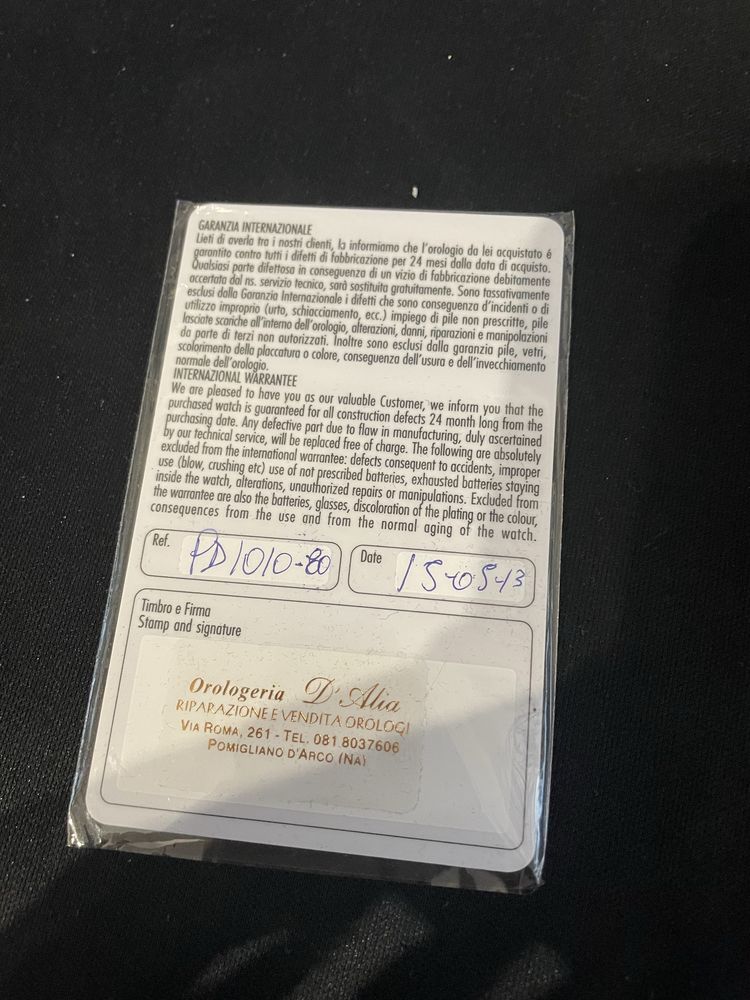 GARANZIA INTERNAZIONALE
Lieti di averla tra i nostri clienti, la informiamo che l'orologio da lei acquistato é
garantito contro tutti i difetti di fabbricazione per 24 mesi dalla data di acquisto.
Qualsiasi parte difettosa in conseguenza di un vizio di fabbricazione debitamente
accertata dal ns. servizio tecnico, sarà sostituita gratuitamente. Sono tassativamente
esclusi dalla Garanzia Internazionale i difetti che sono conseguenza d'incidenti o di
utilizzo improprio (urto, schiacciamento, ecc.) impiego di pile non prescritte, pile
lasciate scariche all'interno dell'orologio, alterazioni, danni, riparazioni e manipolazioni
da parte di terzi non autorizzati. Inoltre sono esclusi dalla garanzia pile, vetri,
scolorimento della placcatura o colore, conseguenza dell'usura e dell'invecchiamento
normale dell'orologio.
INTERNAZIONAL WARRANTEE
We are pleased to have you as our valuable Customer, we inform you that the
purchased watch is guaranteed for all construction defects 24 month long from the
purchasing date. Any defective part due to flaw in manufacturing, duly ascertained
by our technical service, will be replaced free of charge. The following are absolutely
excluded from the international warrantee: defects consequent to accidents, improper
use (blow, crushing etc) use of not prescribed batteries, exhausted batteries staying
inside the watch, alterations, unauthorized repairs or manipulations. Excluded from
the warrantee are also the batteries, glasses, discoloration of the plating or the colour,
consequences from the use and from the normal aging of the watch.
Ref. PD1010-80 Date 15-05-13
Timbro e Firma
Stamp and signature
Orologeria D'Alia
RIPARAZIONE E VENDITA OROLOGI
VIA ROMA, 261 - TEL. 081.8037606
POMIGLIANO D'ARCO (NA)